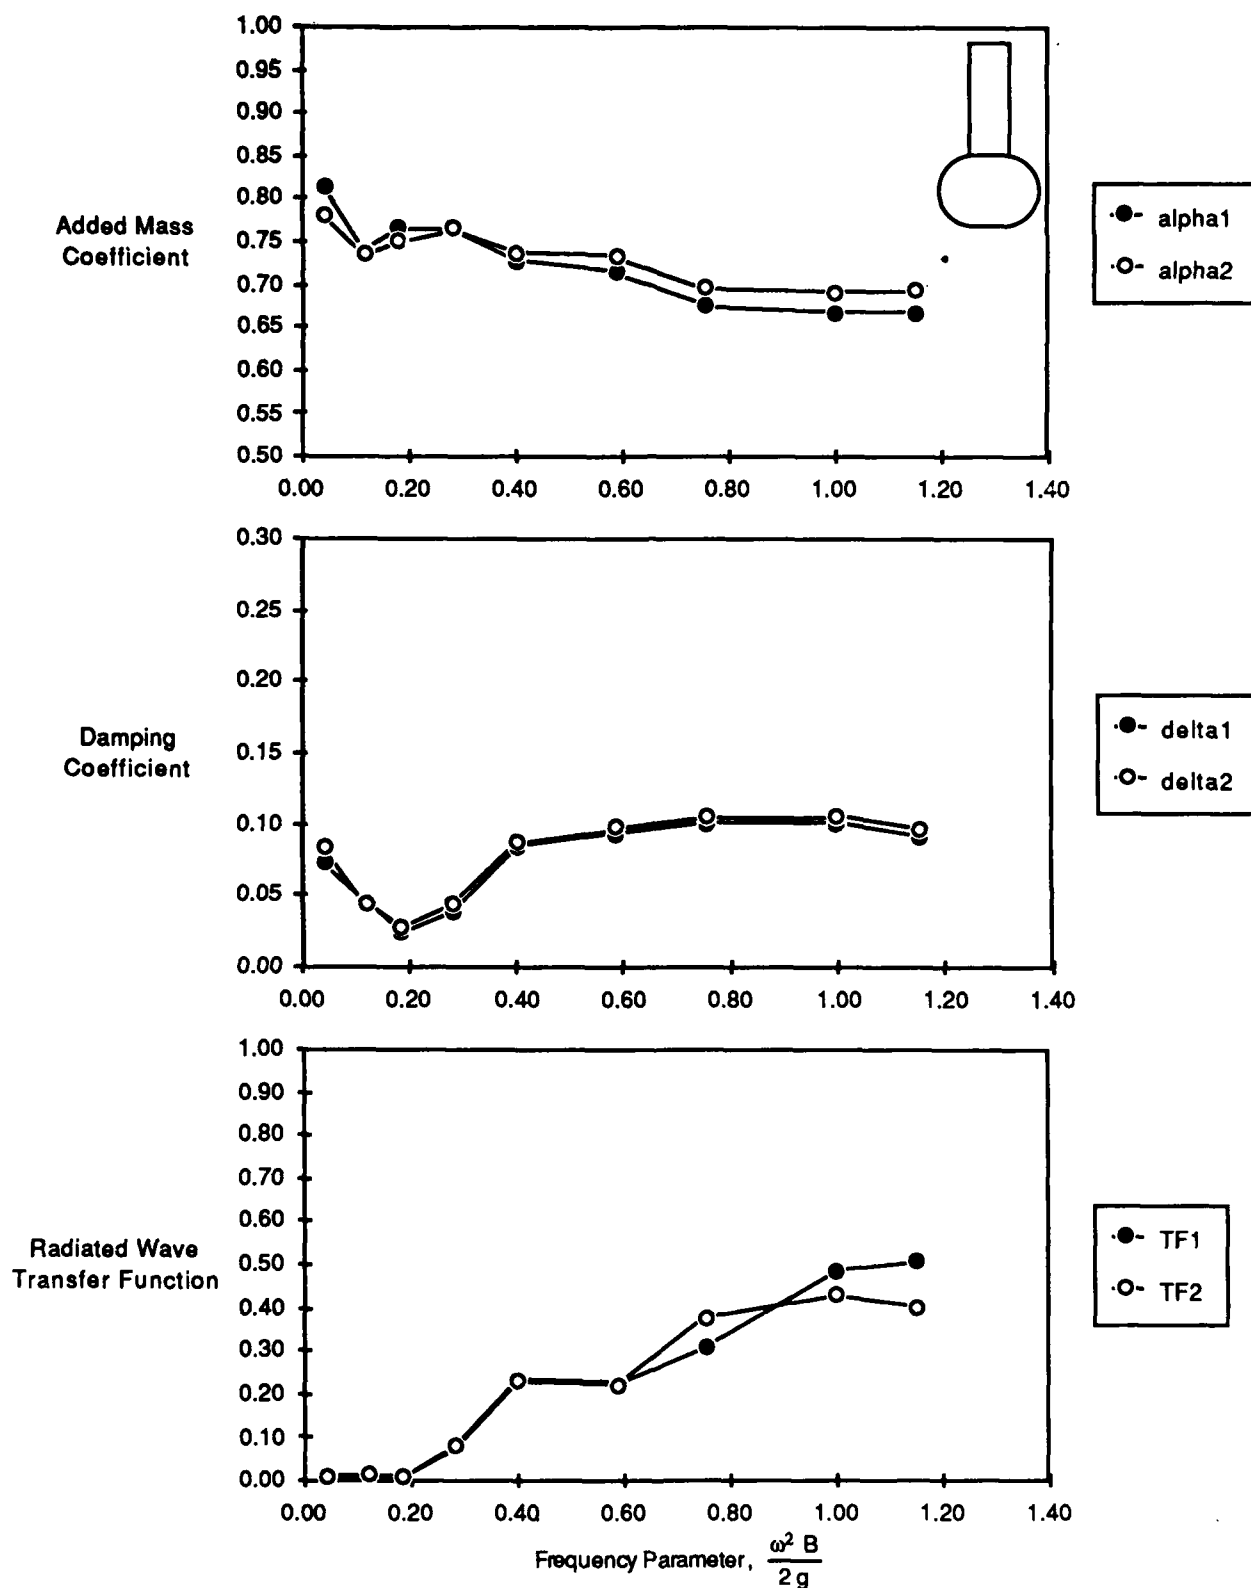 1.00
0.95
0.90
0.85
0.80
0.75
0.70
0.65
0.60
0.55
0.50
Added Mass
Coefficient
0.00 0.20 0.40 0.60 0.80 1.00 1.20 1.40
alpha1
alpha2
0.30
0.25
0.20
0.15
0.10
0.05
0.00
Damping
Coefficient
0.00 0.20 0.40 0.60 0.80 1.00 1.20 1.40
delta1
delta2
1.00
0.90
0.80
0.70
0.60
0.50
0.40
0.30
0.20
0.10
0.00
Radiated Wave
Transfer Function
0.00 0.20 0.40 0.60 0.80 1.00 1.20 1.40
TF1
TF2
Frequency Parameter, ω² B
2 g